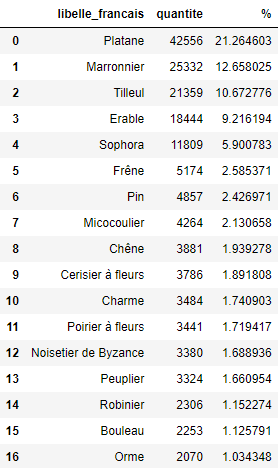 libelle_francais quantite %
0 Platane 42556 21.264603
1 Marronnier 25332 12.658025
2 Tilleul 21359 10.672776
3 Erable 18444 9.216194
4 Sophora 11809 5.900783
5 Frêne 5174 2.585371
6 Pin 4857 2.426971
7 Micocoulier 4264 2.130658
8 Chêne 3881 1.939278
9 Cerisier à fleurs 3786 1.891808
10 Charme 3484 1.740903
11 Poirier à fleurs 3441 1.719417
12 Noisetier de Byzance 3380 1.688936
13 Peuplier 3324 1.660954
14 Robinier 2306 1.152274
15 Bouleau 2253 1.125791
16 Orme 2070 1.034348